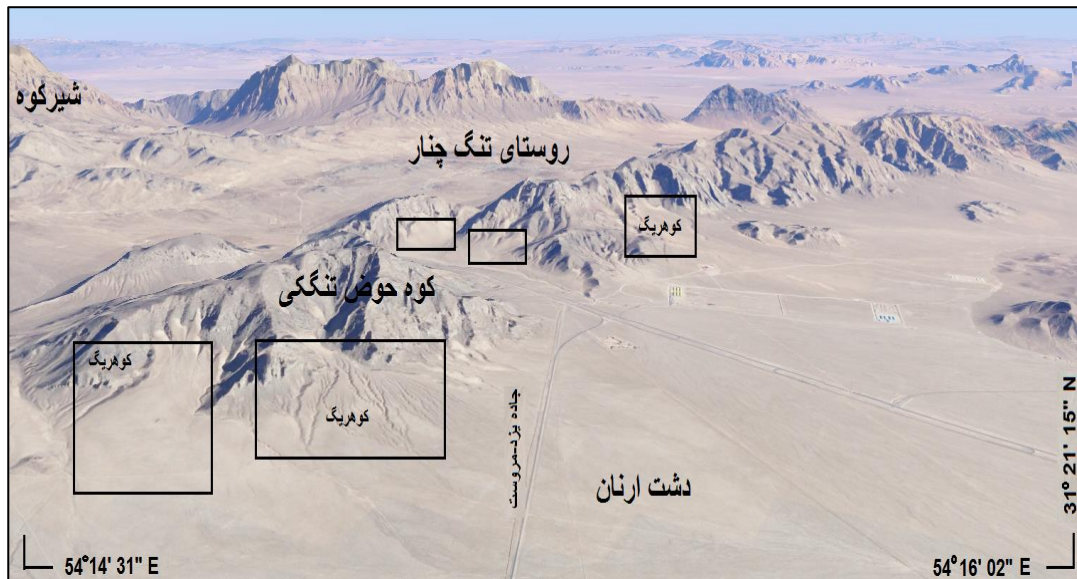 شیرکوه
روستای تنگ چنار
کوهریگ
کوه حوض تنگکی
کوهریگ
کوهریگ
جاده یزد-مروست
دشت ارنان
31° 21' 15" N
54°14' 31" E
54°16' 02" E